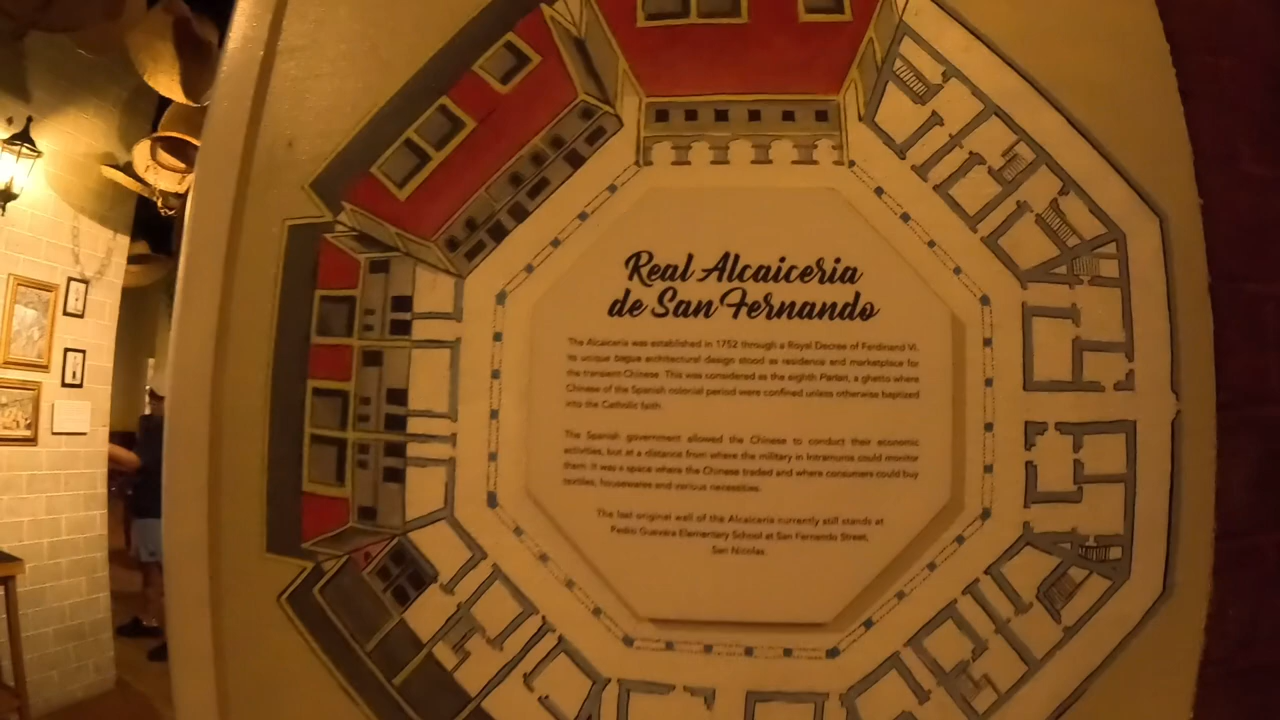 Real Alcaiceria
de San Fernando
The Alcaiceria was established in 1752 through a Royal Decree of Ferdinand VI.
Its unique bague architectural design stood as residence and marketplace for
the transient Chinese. This was considered as the eighth Parian, a ghetto where
Chinese of the Spanish colonial period were confined unless otherwise baptized
into the Catholic faith.
The Spanish government allowed the Chinese to conduct their economic
activities, but at a distance from where the military in Intramuros could monitor
them. It was a space where the Chinese traded and where consumers could buy
textiles, housewares and various necessities.
The last original wall of the Alcaiceria currently still stands at
Pedro Guevara Elementary School at San Fernando Street,
San Nicolas.